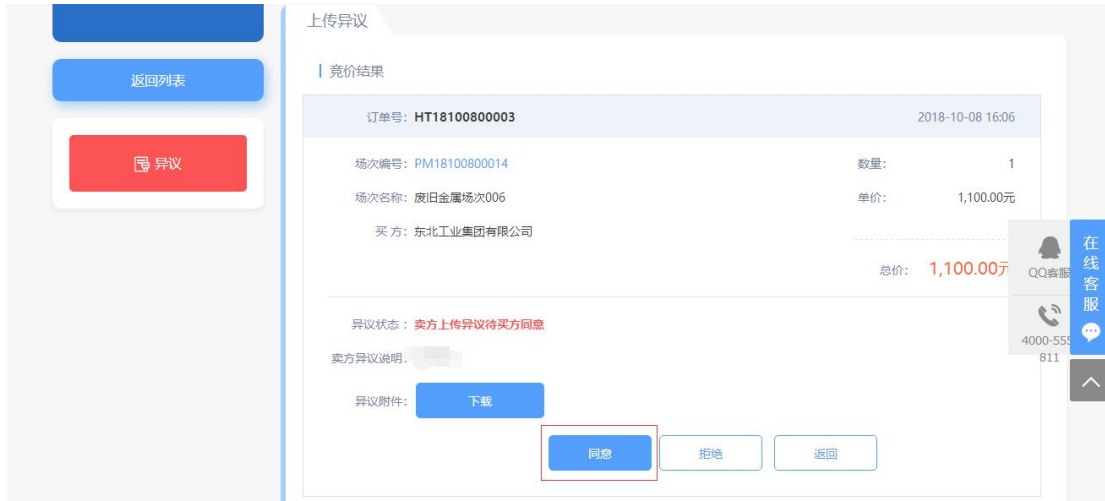 上传异议
返回列表
异议
竞价结果
订单号：HT18100800003
2018-10-08 16:06
场次编号：PM18100800014
数量：
1
场次名称：废旧金属场次006
单价：
1,100.00元
买 方：东北工业集团有限公司
总价：
1,100.00元
异议状态：卖方上传异议待买方同意
卖方异议说明：
异议附件：
下载
同意
拒绝
返回
QQ客服
4000-555
811
在线客服